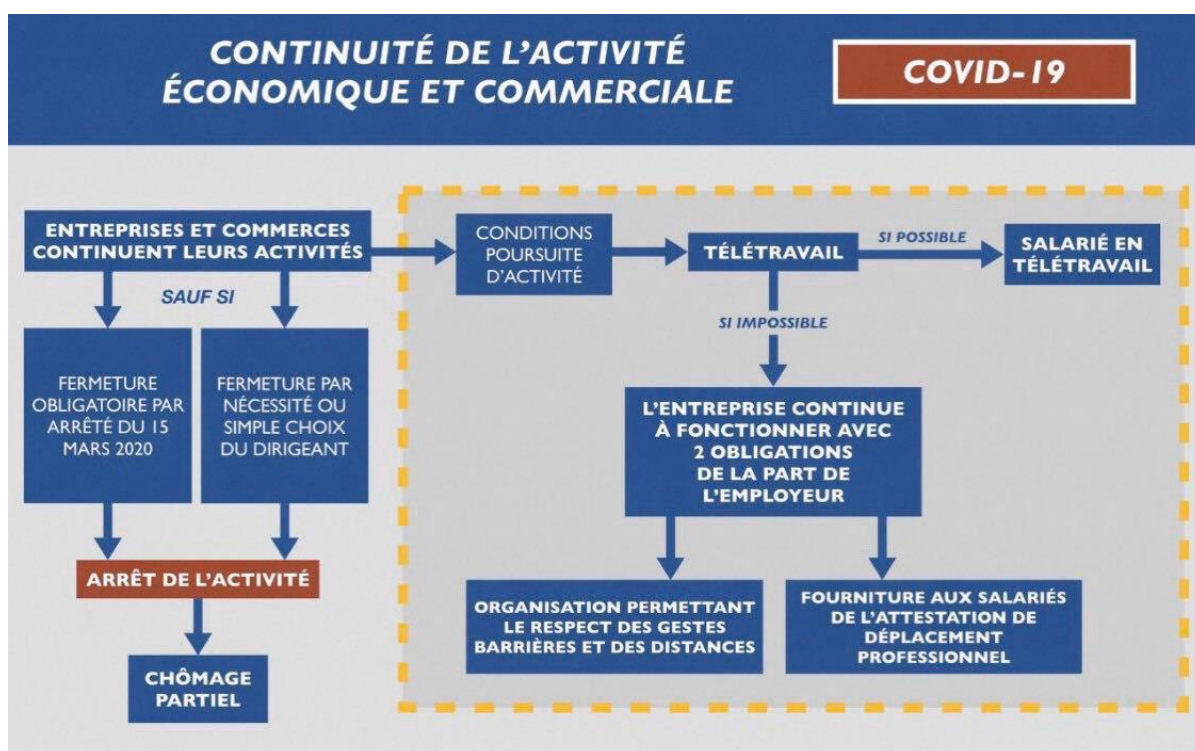 CONTINUITÉ DE L'ACTIVITÉ
ÉCONOMIQUE ET COMMERCIALE
COVID-19
ENTREPRISES ET COMMERCES
CONTINUENT LEURS ACTIVITÉS
SAUF SI
FERMETURE
OBLIGATOIRE PAR
ARRÊTÉ DU 15
MARS 2020
FERMETURE PAR
NÉCESSITÉ OU
SIMPLE CHOIX
DU DIRIGEANT
ARRÊT DE L'ACTIVITÉ
CHÔMAGE
PARTIEL
CONDITIONS
POURSUITE
D'ACTIVITÉ
TÉLÉTRAVAIL
SI POSSIBLE
SALARIÉ EN
TÉLÉTRAVAIL
SI IMPOSSIBLE
L'ENTREPRISE CONTINUE
À FONCTIONNER AVEC
2 OBLIGATIONS
DE LA PART DE
L'EMPLOYEUR
ORGANISATION PERMETTANT
LE RESPECT DES GESTES
BARRIÈRES ET DES DISTANCES
FOURNITURE AUX SALARIÉS
DE L'ATTESTATION DE
DÉPLACEMENT
PROFESSIONNEL